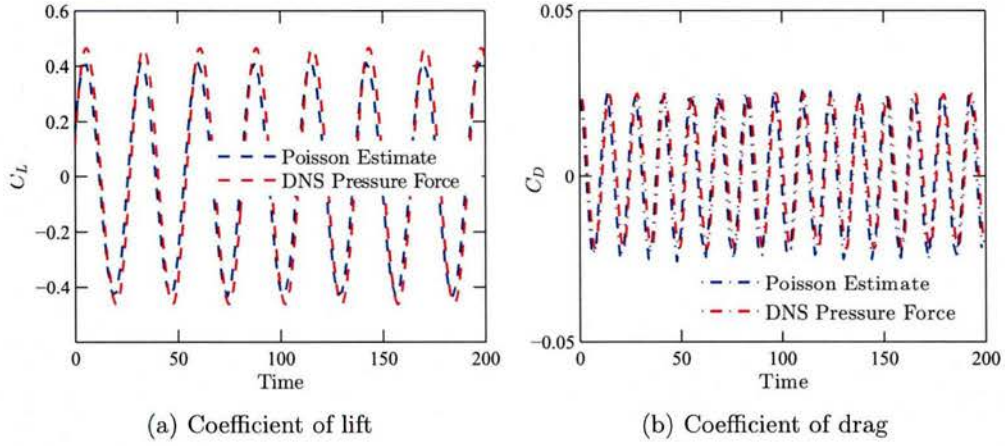 0.6
0.4
0.2
0
−0.2
−0.4
C_L
Poisson Estimate
DNS Pressure Force
0 50 100 150 200
Time
(a) Coefficient of lift
0.05
0
−0.05
C_D
Poisson Estimate
DNS Pressure Force
0 50 100 150 200
Time
(b) Coefficient of drag